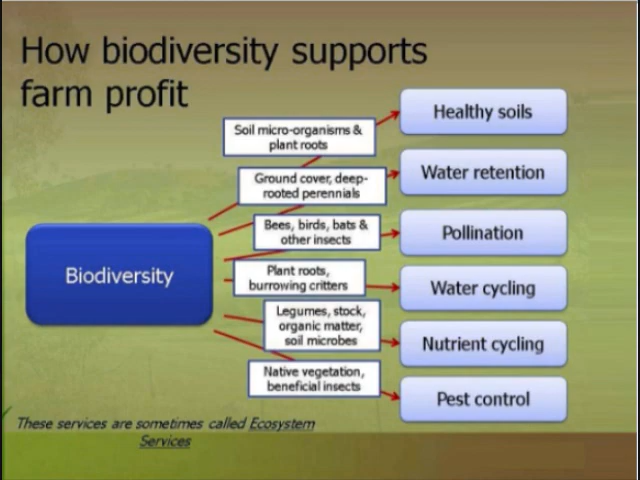 How biodiversity supports
farm profit
Soil micro-organisms &
plant roots
Healthy soils
Ground cover, deep-
rooted perennials
Water retention
Bees, birds, bats &
other insects
Pollination
Biodiversity
Plant roots,
burrowing critters
Water cycling
Legumes, stock,
organic matter,
soil microbes
Nutrient cycling
Native vegetation,
beneficial insects
Pest control
These services are sometimes called Ecosystem
Services